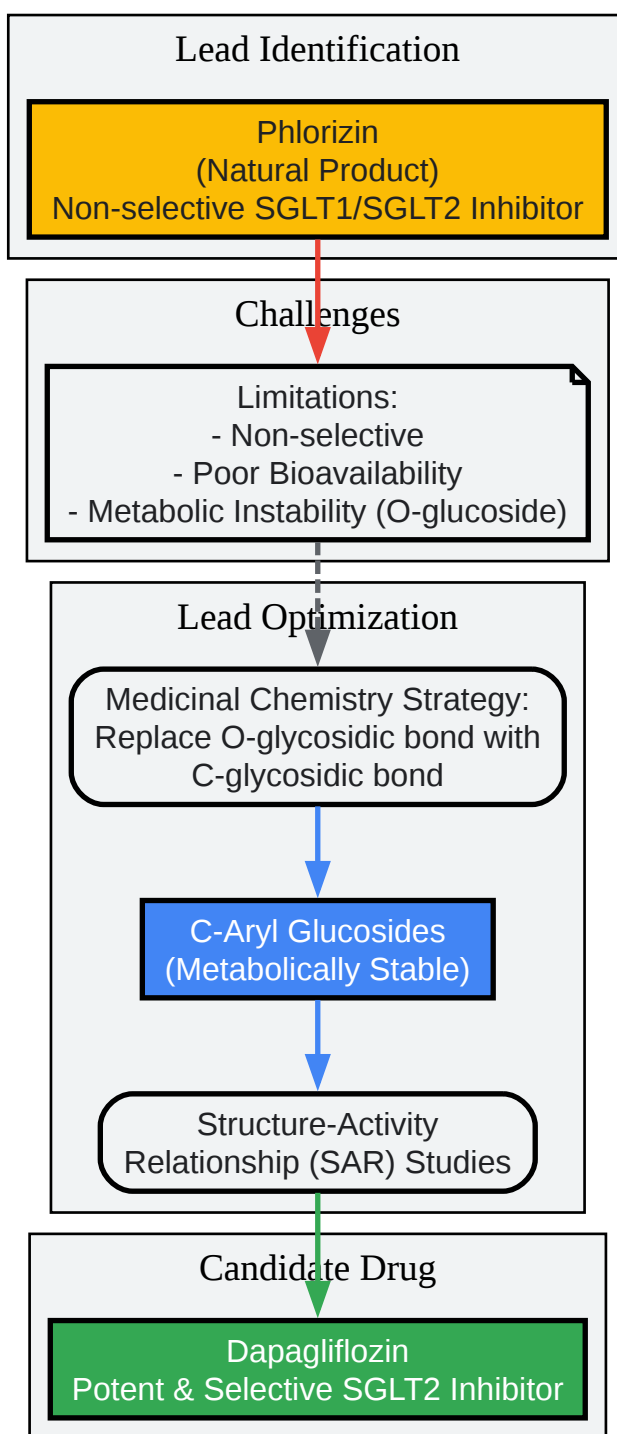 Lead Identification
Phlorizin
(Natural Product)
Non-selective SGLT1/SGLT2 Inhibitor
Challenges
Limitations:
- Non-selective
- Poor Bioavailability
- Metabolic Instability (O-glucoside)
Lead Optimization
Medicinal Chemistry Strategy:
Replace O-glycosidic bond with
C-glycosidic bond
C-Aryl Glucosides
(Metabolically Stable)
Structure-Activity
Relationship (SAR) Studies
Candidate Drug
Dapagliflozin
Potent & Selective SGLT2 Inhibitor